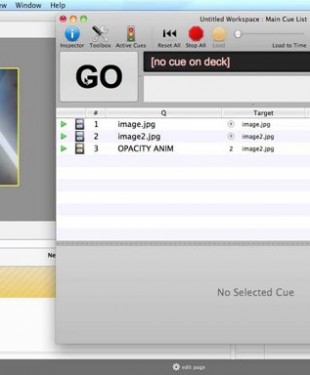 ew Window Help
Untitled Workspace : Main Cue List
Inspector Toolbox Active Cues Reset All Stop All Load Load to Time
GO
[no cue on deck]
# Q Target
1 image.jpg image.jpg
2 image2.jpg image2.jpg
3 OPACITY ANIM 2 image2.jpg
Ne
No Selected Cue
edit page